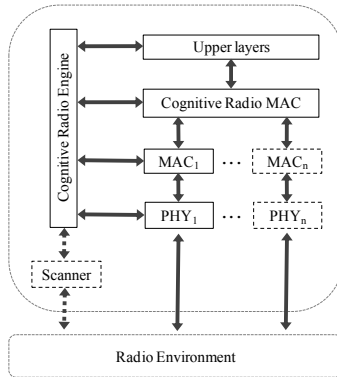 Cognitive Radio Engine
Upper layers
Cognitive Radio MAC
MAC1 ... MACn
PHY1 ... PHYn
Scanner
Radio Environment